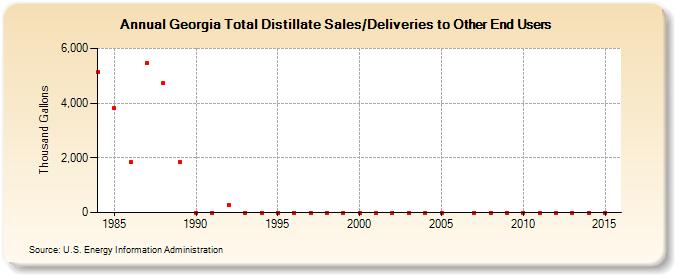 Annual Georgia Total Distillate Sales/Deliveries to Other End Users
Thousand Gallons
6,000
4,000
2,000
0
1985 1990 1995 2000 2005 2010 2015
Source: U.S. Energy Information Administration